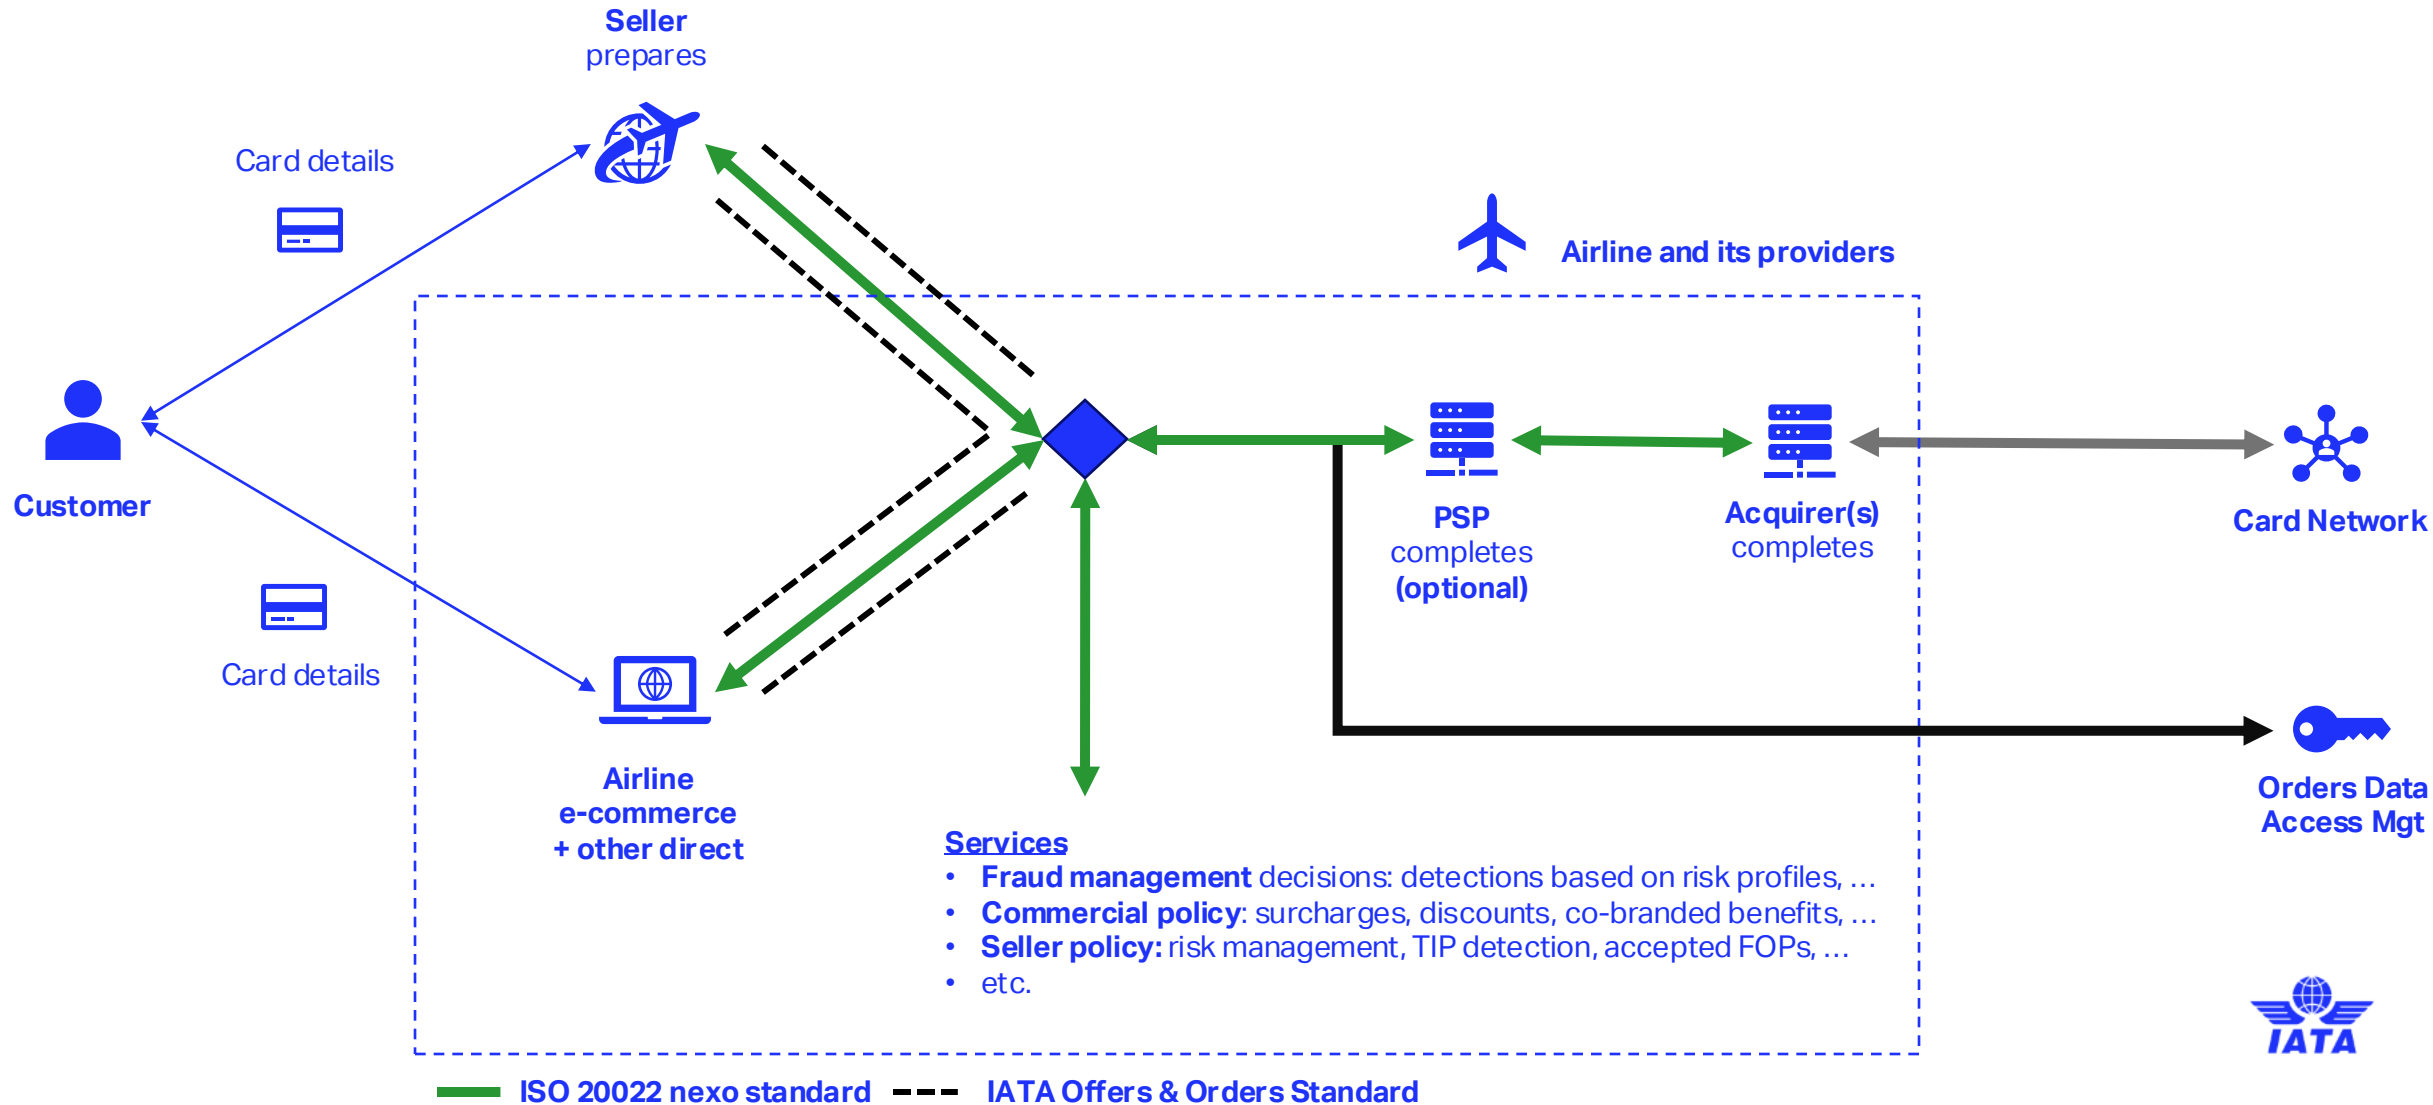 Seller
prepares
Card details
Airline and its providers
Customer
PSP
completes
(optional)
Acquirer(s)
completes
Card Network
Card details
Airline
e-commerce
+ other direct
Orders Data
Access Mgt
Services
• Fraud management decisions: detections based on risk profiles, …
• Commercial policy: surcharges, discounts, co-branded benefits, …
• Seller policy: risk management, TIP detection, accepted FOPs, …
• etc.
IATA
ISO 20022 nexo standard
IATA Offers & Orders Standard